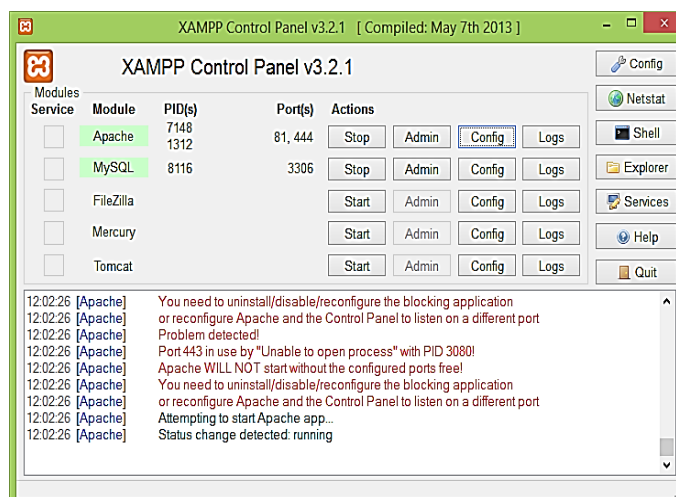 XAMPP Control Panel v3.2.1 [ Compiled: May 7th 2013 ]
XAMPP Control Panel v3.2.1
Config
Modules
Service Module PID(s) Port(s) Actions
Netstat
Apache 7148 1312 81, 444 Stop Admin Config Logs
Shell
MySQL 8116 3306 Stop Admin Config Logs
Explorer
FileZilla Start Admin Config Logs
Services
Mercury Start Admin Config Logs
Help
Tomcat Start Admin Config Logs
Quit
12:02:26 [Apache] You need to uninstall/disable/reconfigure the blocking application
12:02:26 [Apache] or reconfigure Apache and the Control Panel to listen on a different port
12:02:26 [Apache] Problem detected!
12:02:26 [Apache] Port 443 in use by "Unable to open process" with PID 3080!
12:02:26 [Apache] Apache WILL NOT start without the configured ports free!
12:02:26 [Apache] You need to uninstall/disable/reconfigure the blocking application
12:02:26 [Apache] or reconfigure Apache and the Control Panel to listen on a different port
12:02:26 [Apache] Attempting to start Apache app...
12:02:26 [Apache] Status change detected: running